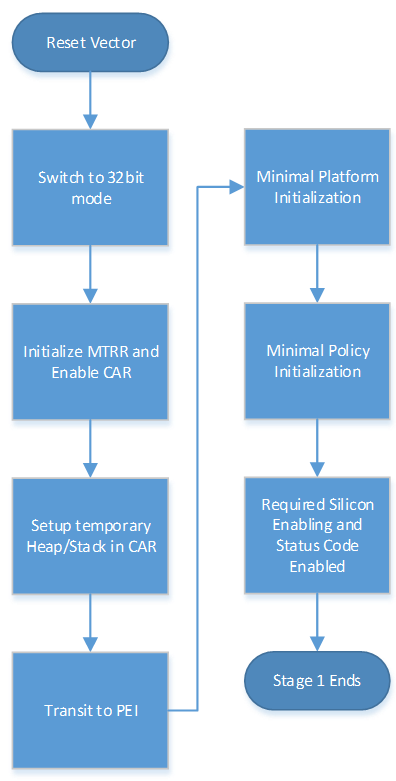 Reset Vector
Switch to 32bit
mode
Initialize MTRR and
Enable CAR
Setup temporary
Heap/Stack in CAR
Transit to PEI
Minimal Platform
Initialization
Minimal Policy
Initialization
Required Silicon
Enabling and
Status Code
Enabled
Stage 1 Ends